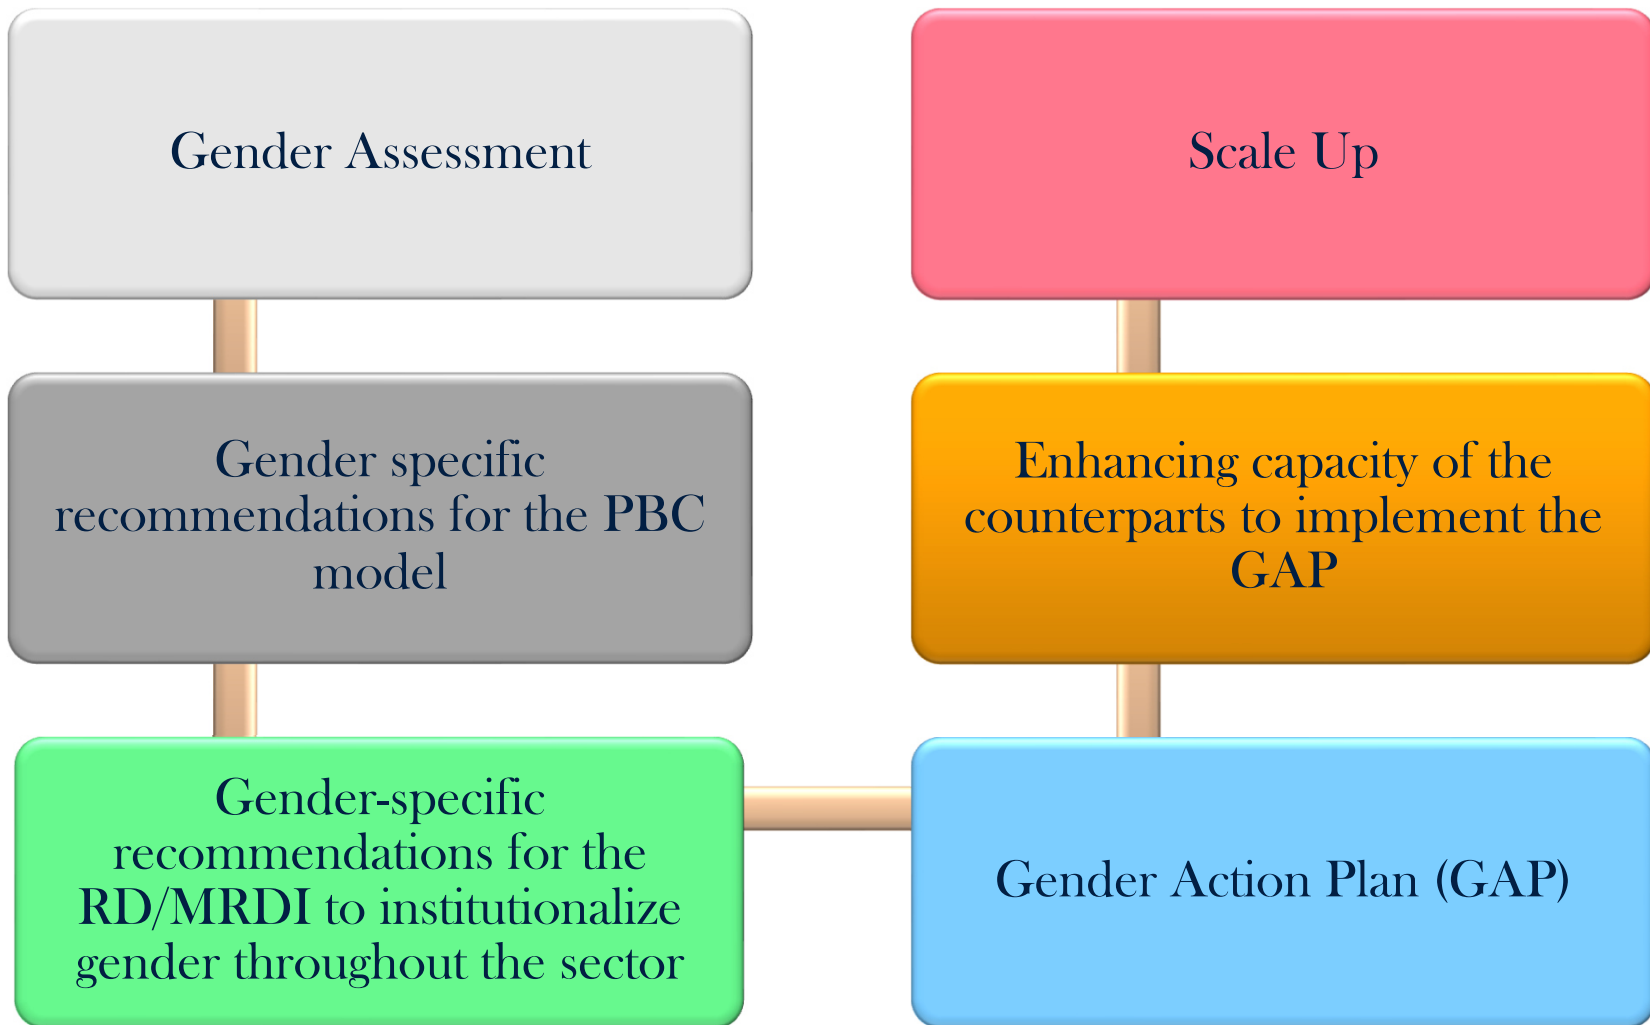 Gender Assessment
Gender specific
recommendations for the PBC
model
Gender-specific
recommendations for the
RD/MRDI to institutionalize
gender throughout the sector
Gender Action Plan (GAP)
Enhancing capacity of the
counterparts to implement the
GAP
Scale Up